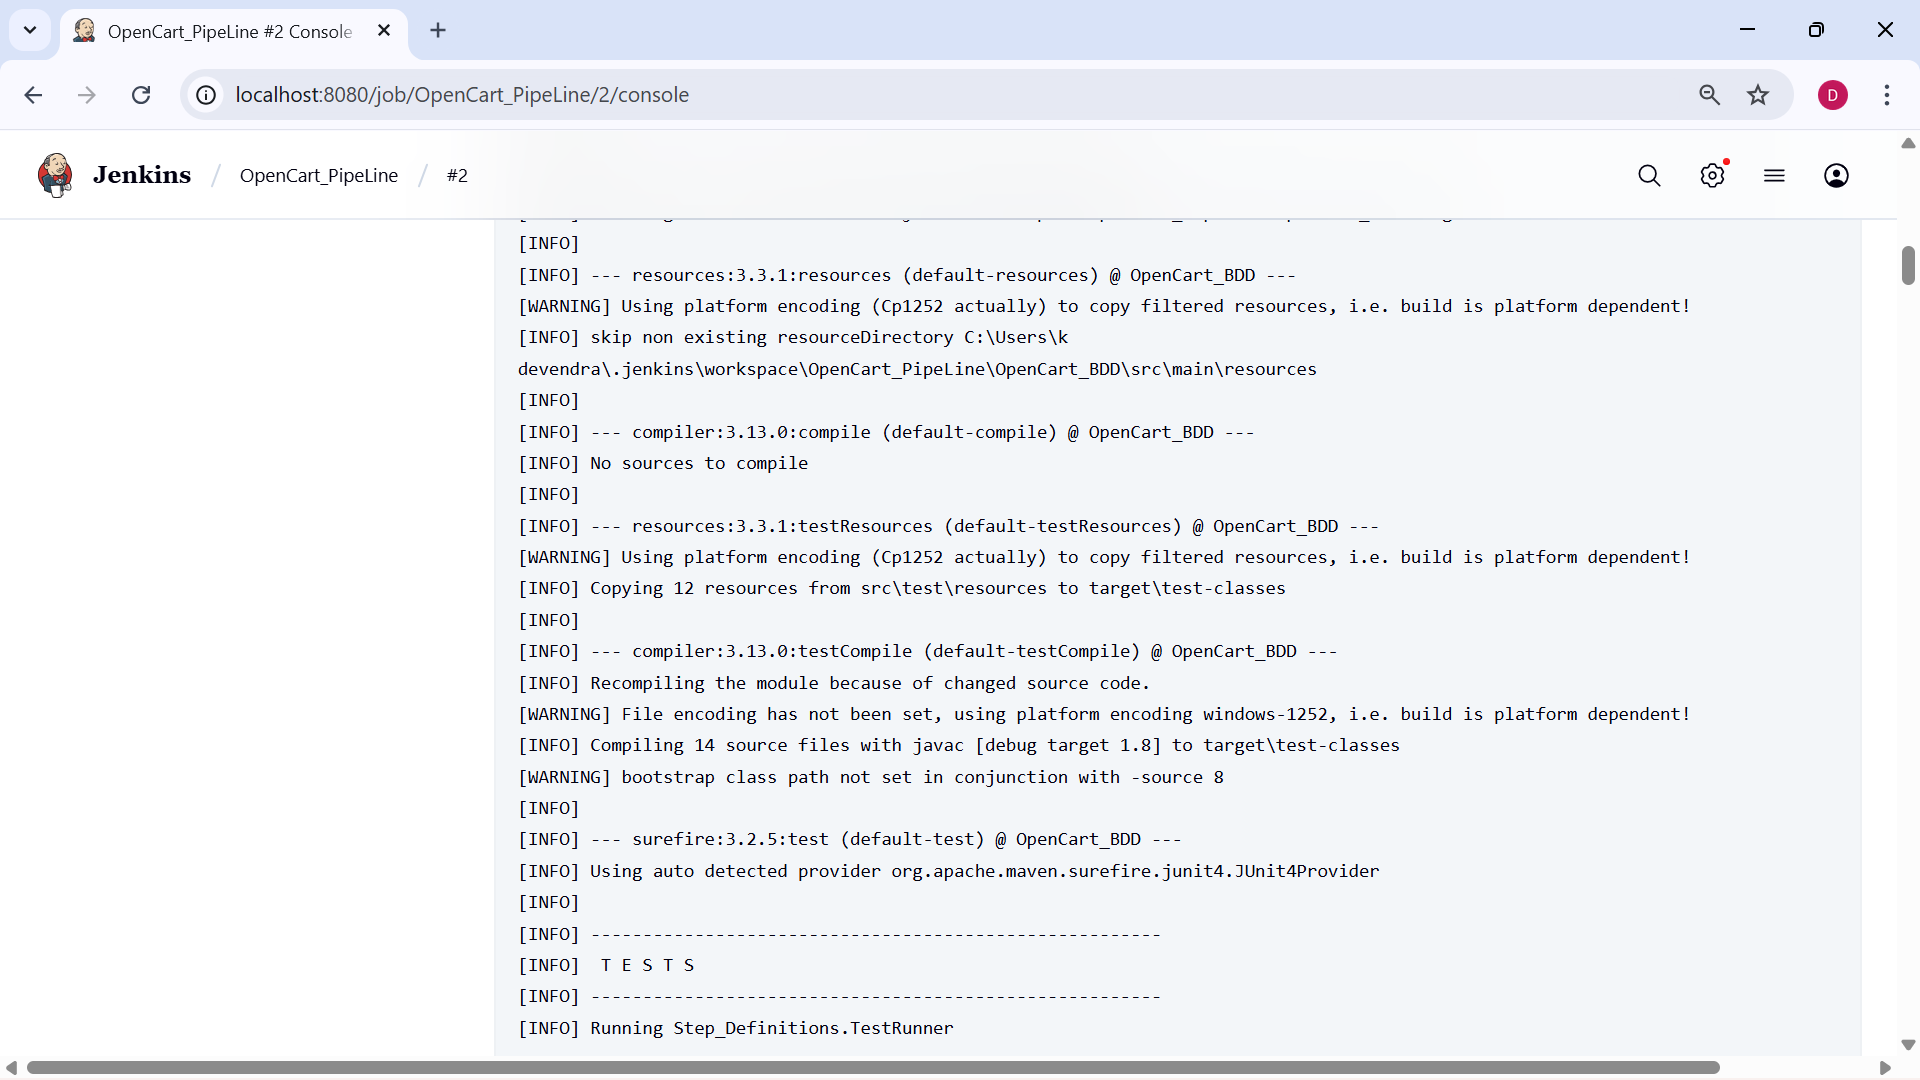 OpenCart_PipeLine #2 Console
localhost:8080/job/OpenCart_PipeLine/2/console
D
Jenkins / OpenCart_PipeLine / #2
[INFO]
[INFO] --- resources:3.3.1:resources (default-resources) @ OpenCart_BDD ---
[WARNING] Using platform encoding (Cp1252 actually) to copy filtered resources, i.e. build is platform dependent!
[INFO] skip non existing resourceDirectory C:\Users\k
devendra\.jenkins\workspace\OpenCart_PipeLine\OpenCart_BDD\src\main\resources
[INFO]
[INFO] --- compiler:3.13.0:compile (default-compile) @ OpenCart_BDD ---
[INFO] No sources to compile
[INFO]
[INFO] --- resources:3.3.1:testResources (default-testResources) @ OpenCart_BDD ---
[WARNING] Using platform encoding (Cp1252 actually) to copy filtered resources, i.e. build is platform dependent!
[INFO] Copying 12 resources from src\test\resources to target\test-classes
[INFO]
[INFO] --- compiler:3.13.0:testCompile (default-testCompile) @ OpenCart_BDD ---
[INFO] Recompiling the module because of changed source code.
[WARNING] File encoding has not been set, using platform encoding windows-1252, i.e. build is platform dependent!
[INFO] Compiling 14 source files with javac [debug target 1.8] to target\test-classes
[WARNING] bootstrap class path not set in conjunction with -source 8
[INFO]
[INFO] --- surefire:3.2.5:test (default-test) @ OpenCart_BDD ---
[INFO] Using auto detected provider org.apache.maven.surefire.junit4.JUnit4Provider
[INFO]
[INFO] -------------------------------------------------------
[INFO]  T E S T S
[INFO] -------------------------------------------------------
[INFO] Running Step_Definitions.TestRunner